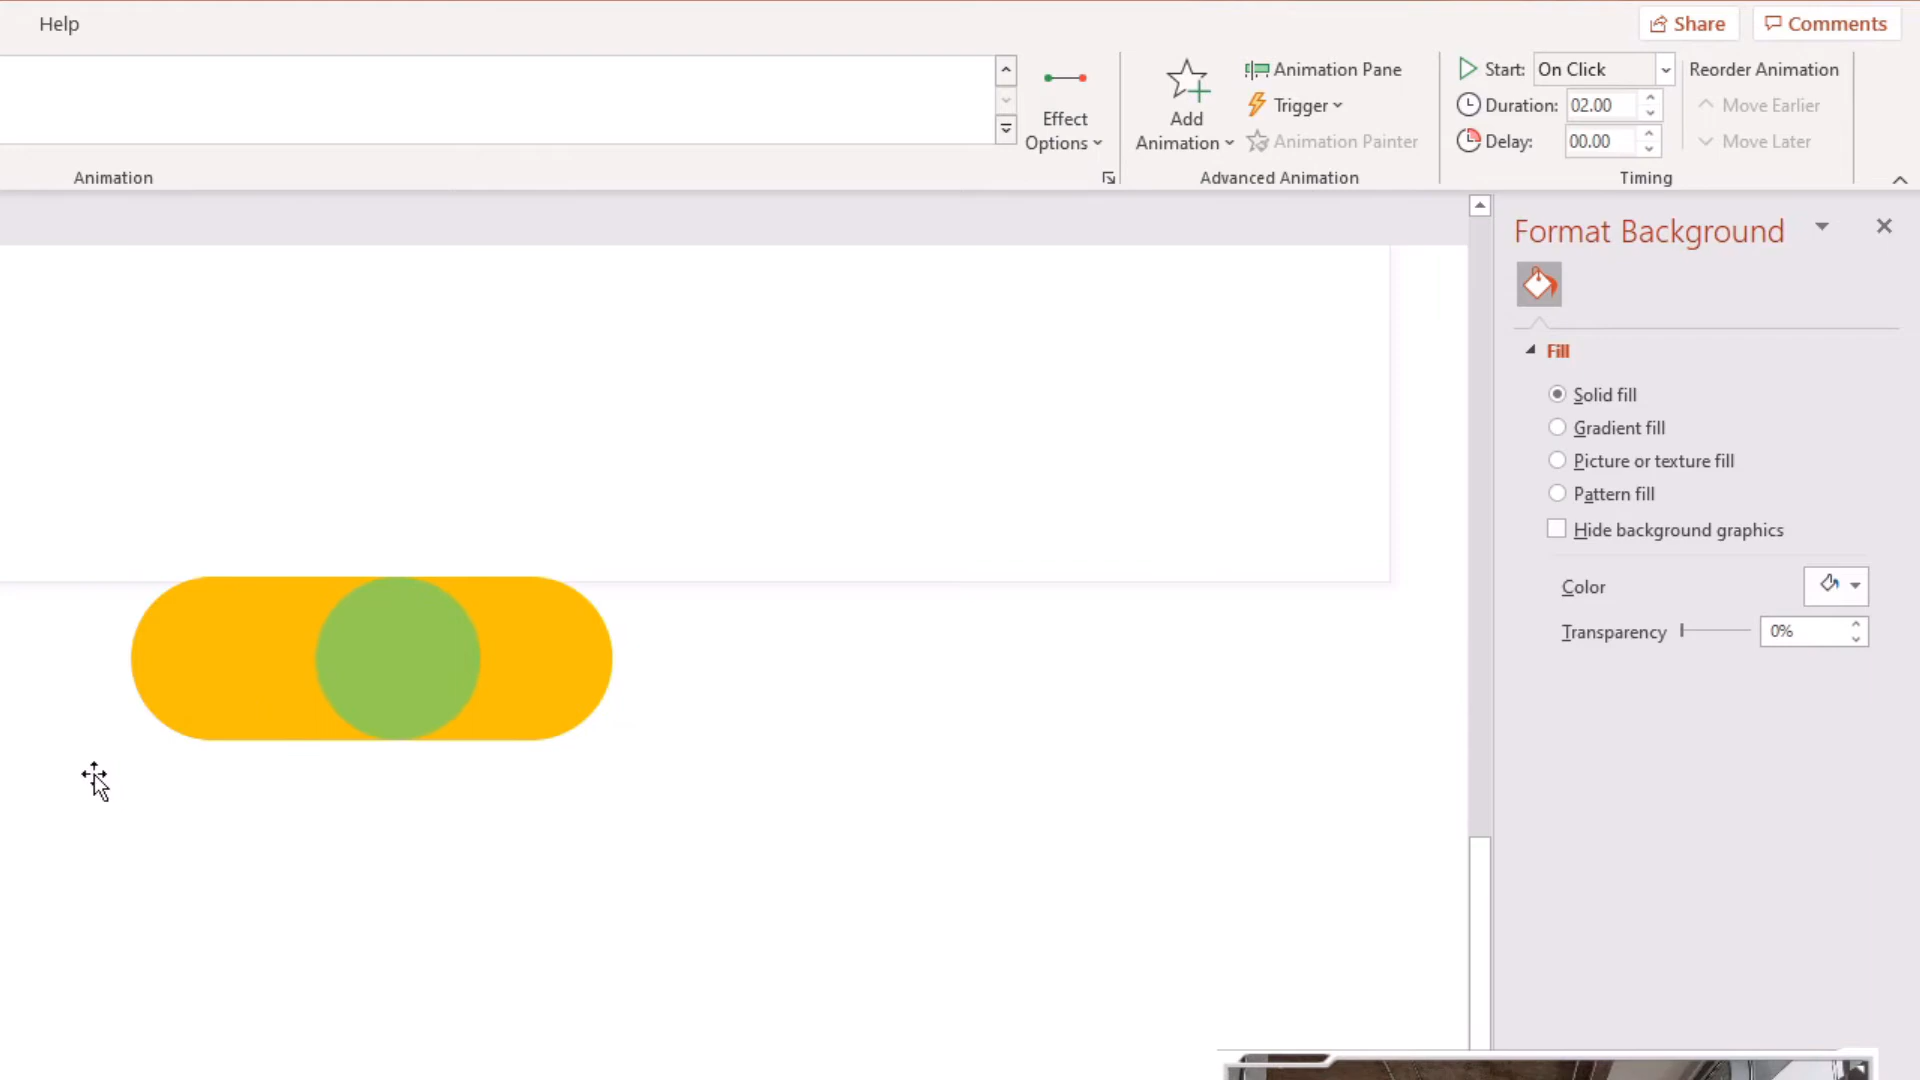 Help
Share
Comments
Effect
Options
Add
Animation
Animation Pane
Trigger
Animation Painter
Start:
On Click
Duration:
02.00
Delay:
00.00
Reorder Animation
Move Earlier
Move Later
Animation
Advanced Animation
Timing
Format Background
Fill
Solid fill
Gradient fill
Picture or texture fill
Pattern fill
Hide background graphics
Color
Transparency
0%